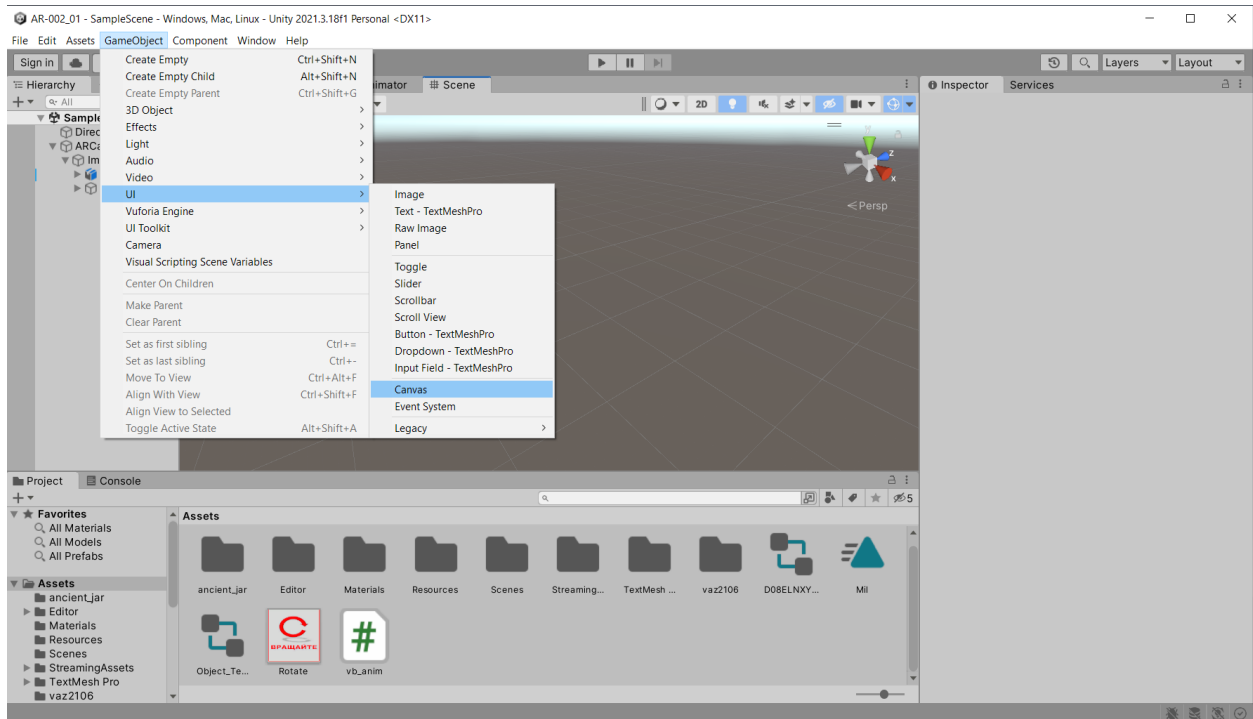 AR-002_01 - SampleScene - Windows, Mac, Linux - Unity 2021.3.18f1 Personal <DX11>
File Edit Assets GameObject Component Window Help
Sign in
Layers
Layout
Hierarchy
All
Sample
Direc
ARCa
Im
Create Empty Ctrl+Shift+N
Create Empty Child Alt+Shift+N
Create Empty Parent Ctrl+Shift+G
3D Object
Effects
Light
Audio
Video
UI
Vuforia Engine
UI Toolkit
Camera
Visual Scripting Scene Variables
Center On Children
Make Parent
Clear Parent
Set as first sibling Ctrl+=
Set as last sibling Ctrl+-
Move To View Ctrl+Alt+F
Align With View Ctrl+Shift+F
Align View to Selected
Toggle Active State Alt+Shift+A
Image
Text - TextMeshPro
Raw Image
Panel
Toggle
Slider
Scrollbar
Scroll View
Button - TextMeshPro
Dropdown - TextMeshPro
Input Field - TextMeshPro
Canvas
Event System
Legacy
nimator
Scene
2D
z
x
Persp
Inspector Services
Project Console
5
Favorites
All Materials
All Models
All Prefabs
Assets
ancient_jar
Editor
Materials
Resources
Scenes
StreamingAssets
TextMesh Pro
vaz2106
Assets
ancient_jar Editor Materials Resources Scenes Streaming... TextMesh ... vaz2106 D08ELNXY... Mil
ВРАЩАЙТЕ
Object_Te... Rotate vb_anim